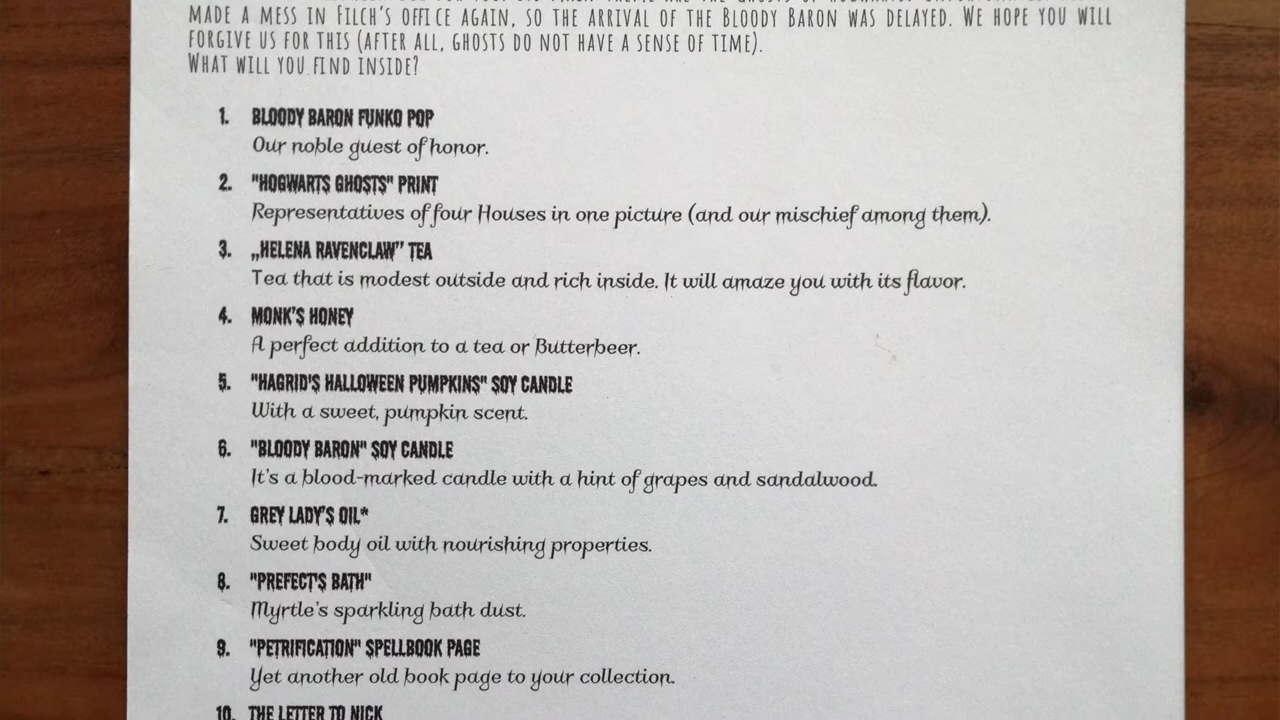 MADE A MESS IN FILCH'S OFFICE AGAIN, SO THE ARRIVAL OF THE BLOODY BARON WAS DELAYED. WE HOPE YOU WILL
FORGIVE US FOR THIS (AFTER ALL, GHOSTS DO NOT HAVE A SENSE OF TIME).
WHAT WILL YOU FIND INSIDE?
1. BLOODY BARON FUNKO POP
Our noble guest of honor.
2. "HOGWARTS GHOSTS" PRINT
Representatives of four Houses in one picture (and our mischief among them).
3. „HELENA RAVENCLAW” TEA
Tea that is modest outside and rich inside. It will amaze you with its flavor.
4. MONK'S HONEY
A perfect addition to a tea or Butterbeer.
5. "HAGRID'S HALLOWEEN PUMPKINS" SOY CANDLE
With a sweet, pumpkin scent.
6. "BLOODY BARON" SOY CANDLE
It's a blood-marked candle with a hint of grapes and sandalwood.
7. GREY LADY'S OIL*
Sweet body oil with nourishing properties.
8. "PREFECT'S BATH"
Myrtle's sparkling bath dust.
9. "PETRIFICATION" SPELLBOOK PAGE
Yet another old book page to your collection.
10. THE LETTER TO NICK